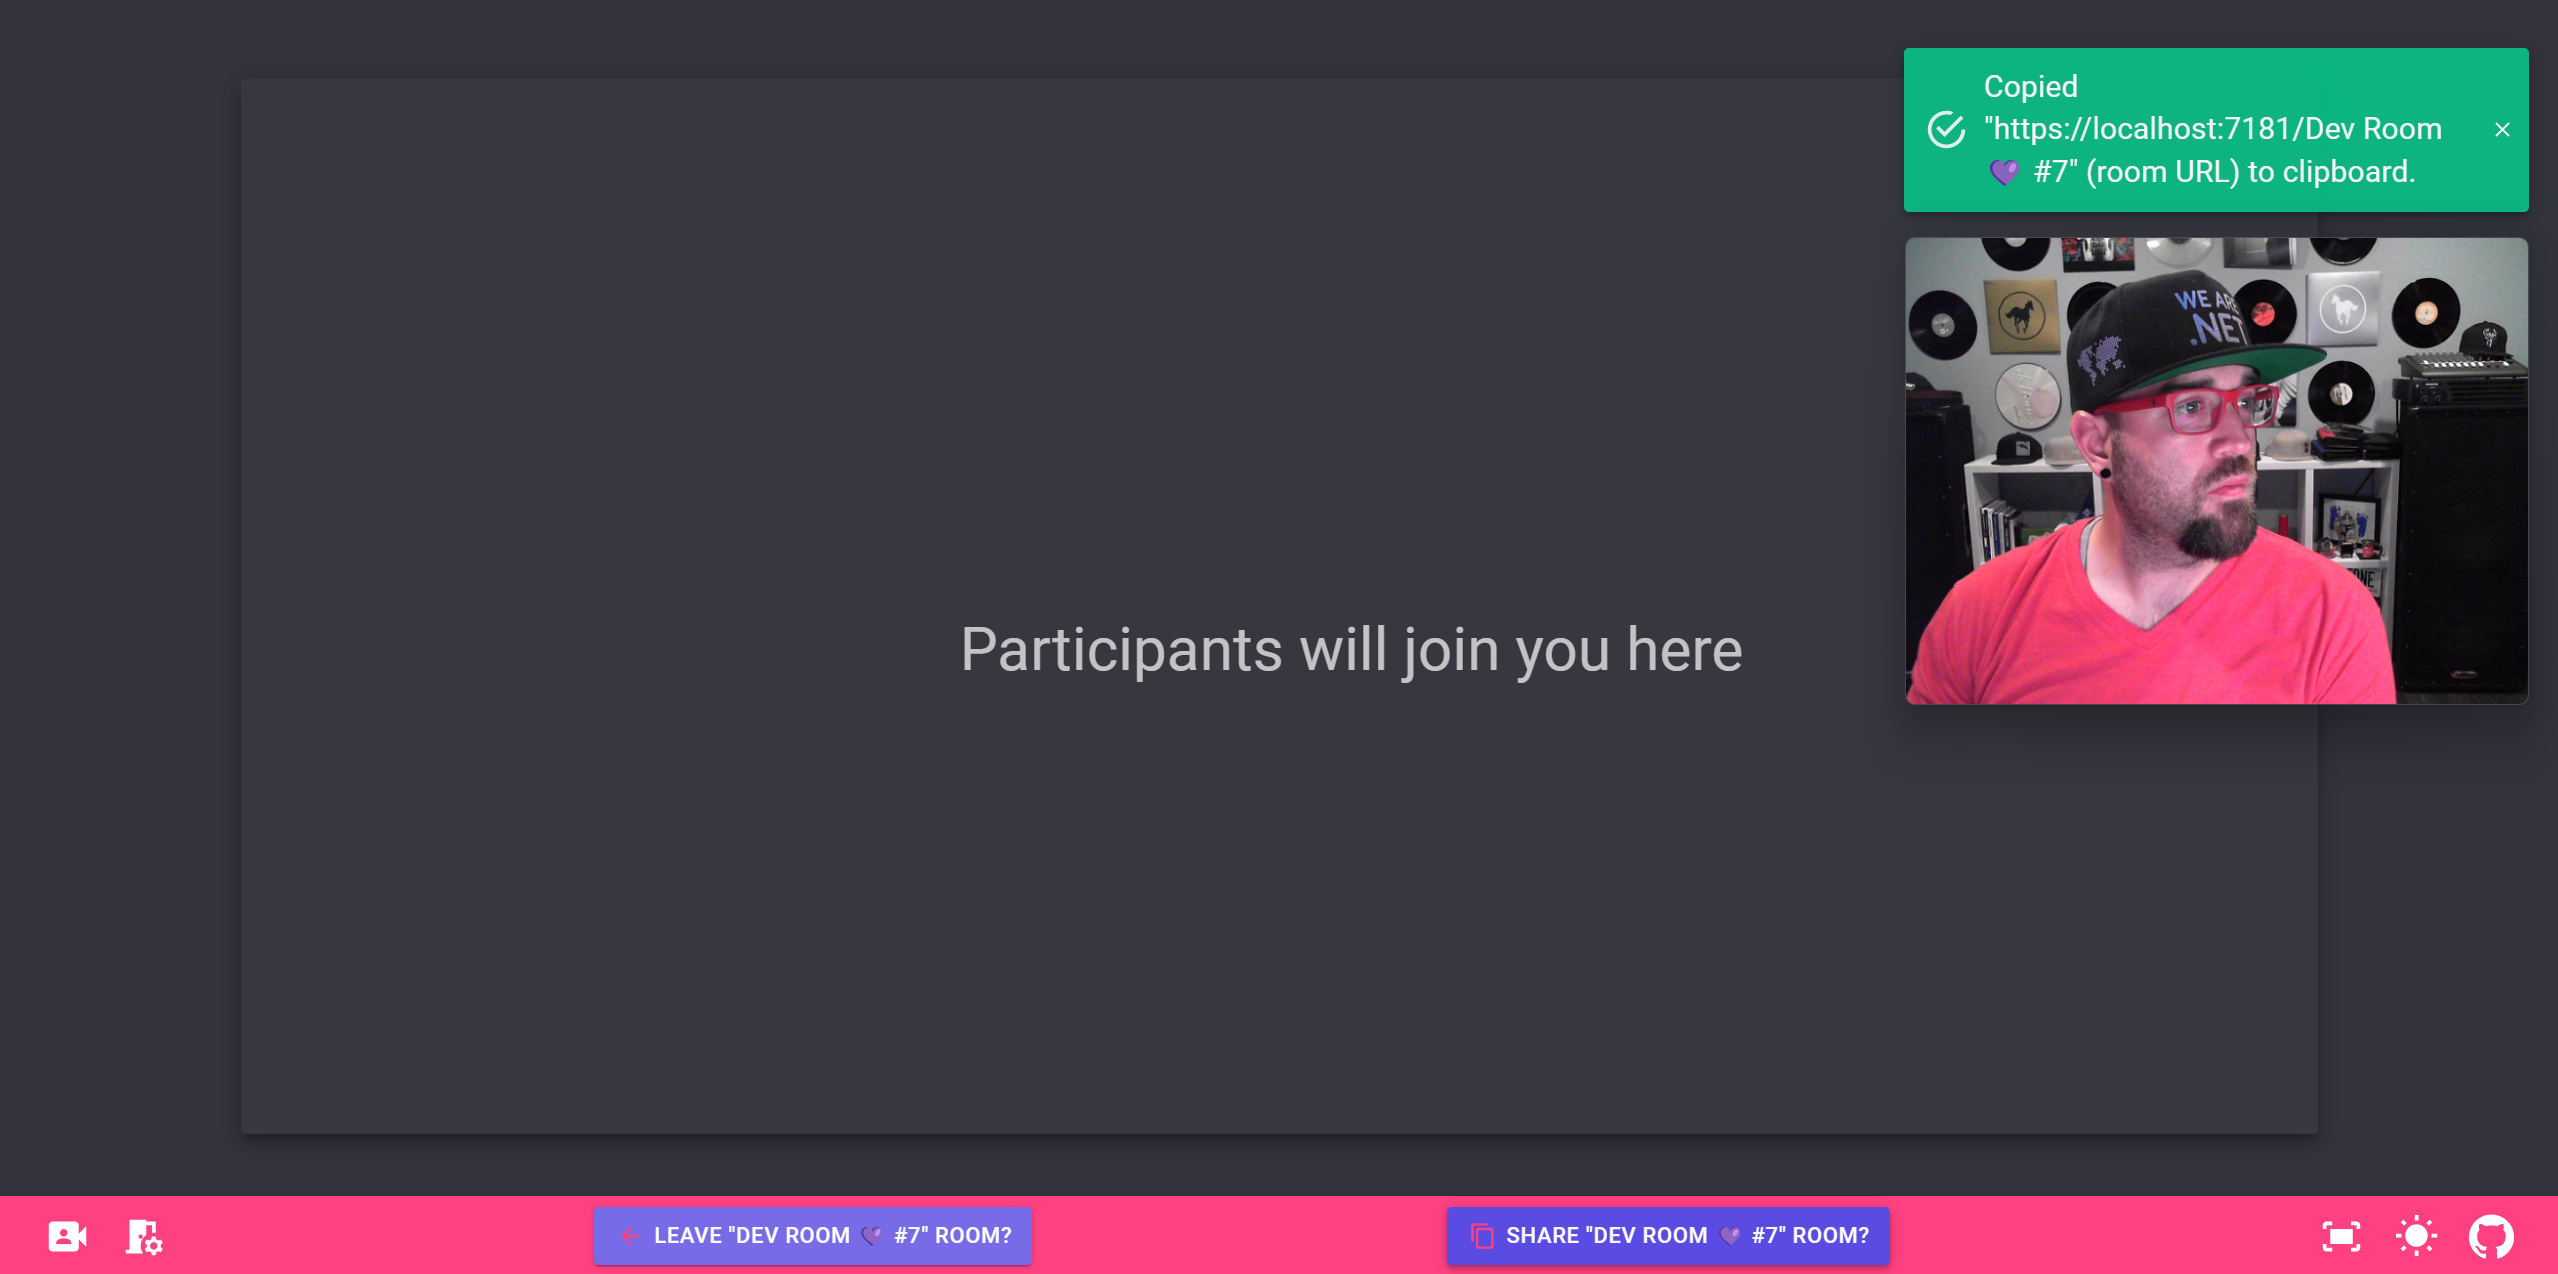 Copied
"https://localhost:7181/Dev Room
💜 #7" (room URL) to clipboard.
WE ARE
.NET
Participants will join you here
LEAVE "DEV ROOM 💜 #7" ROOM?
SHARE "DEV ROOM 💜 #7" ROOM?